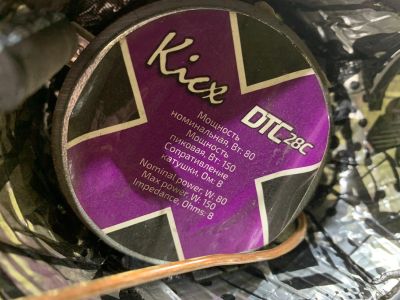 Kicx
DTC 28C
Мощность
номинальная, Вт: 80
Мощность
пиковая, Вт: 150
Сопративление
катушки, Ом: 8
Nominal power, W: 80
Max power, W: 150
Impedance, Ohms: 8